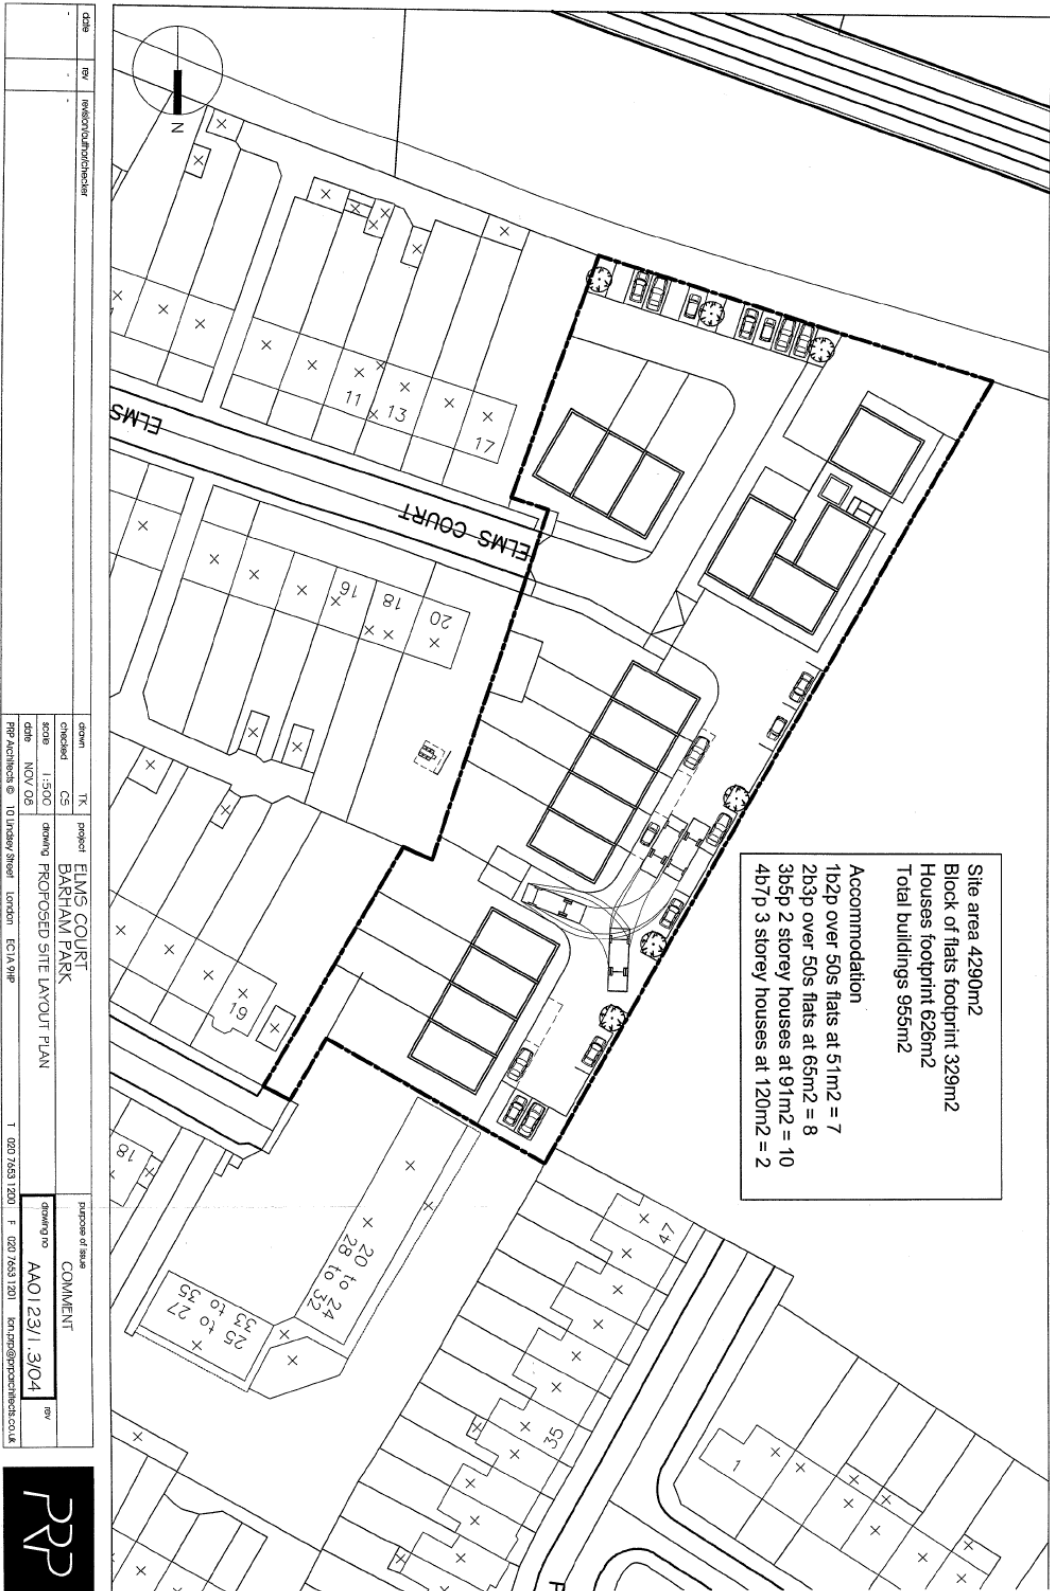 Site area 4290m2
Block of flats footprint 329m2
Houses footprint 626m2
Total buildings 955m2
Accommodation
1b2p over 50s flats at 51m2 = 7
2b3p over 50s flats at 65m2 = 8
3b5p 2 storey houses at 91m2 = 10
4b7p 3 storey houses at 120m2 = 2
N
ELMS
ELMS COURT
11
13
17
16
18
20
19
18
20 to 24
28 to 32
25 to 27
33 to 35
47
35
1
date
rev
revision/author/checker
-
-
-
drawn TK
checked CS
scale 1:500
date NOV 08
project ELMS COURT
BARHAM PARK
drawing PROPOSED SITE LAYOUT PLAN
purpose of issue
COMMENT
drawing no
AA0123/1.3/04
rev
PRP Architects © 10 Lindsey Street London EC1A 9HP
T 020 7653 1200 F 020 7653 1201 lon.prp@prparchitects.co.uk
PRP